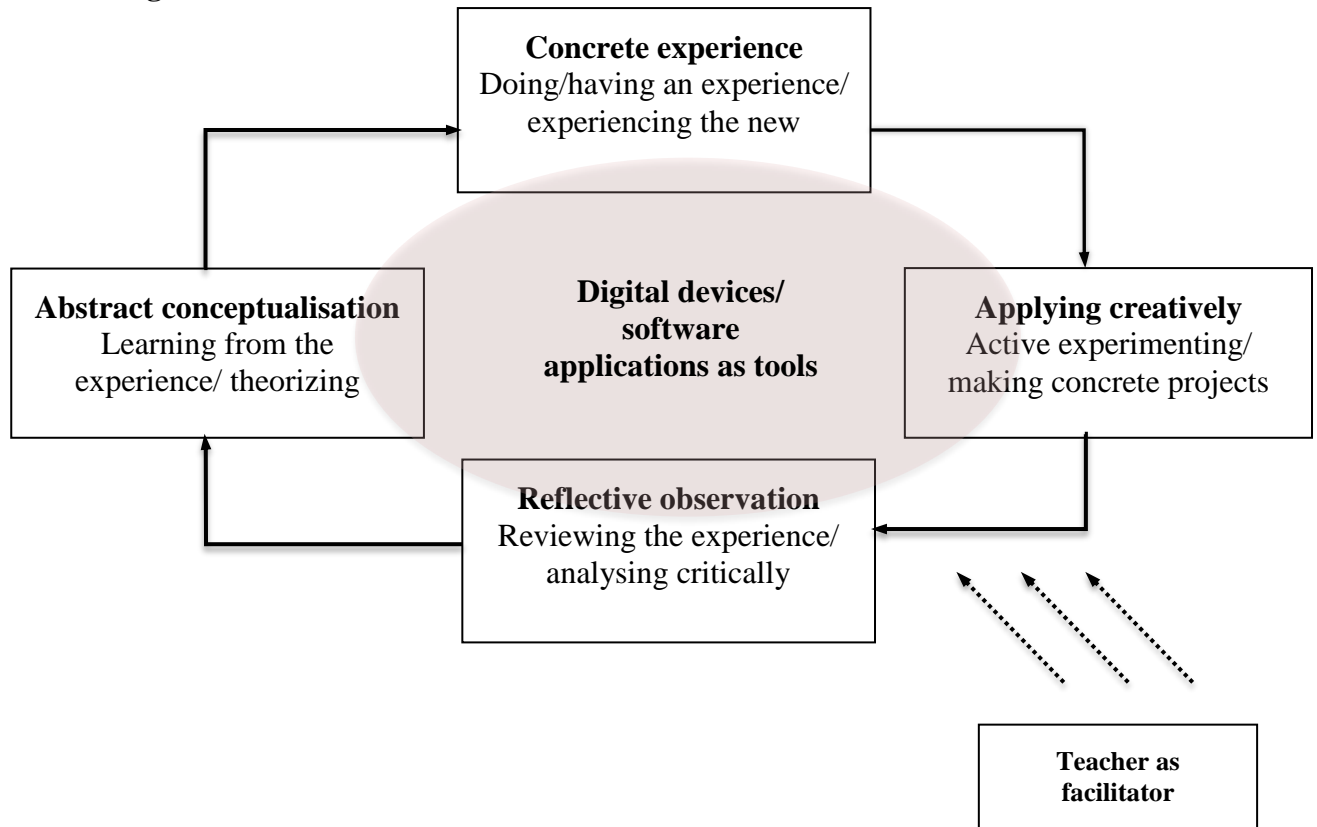 Concrete experience
Doing/having an experience/
experiencing the new
Abstract conceptualisation
Learning from the
experience/ theorizing
Digital devices/
software
applications as tools
Applying creatively
Active experimenting/
making concrete projects
Reflective observation
Reviewing the experience/
analysing critically
Teacher as
facilitator